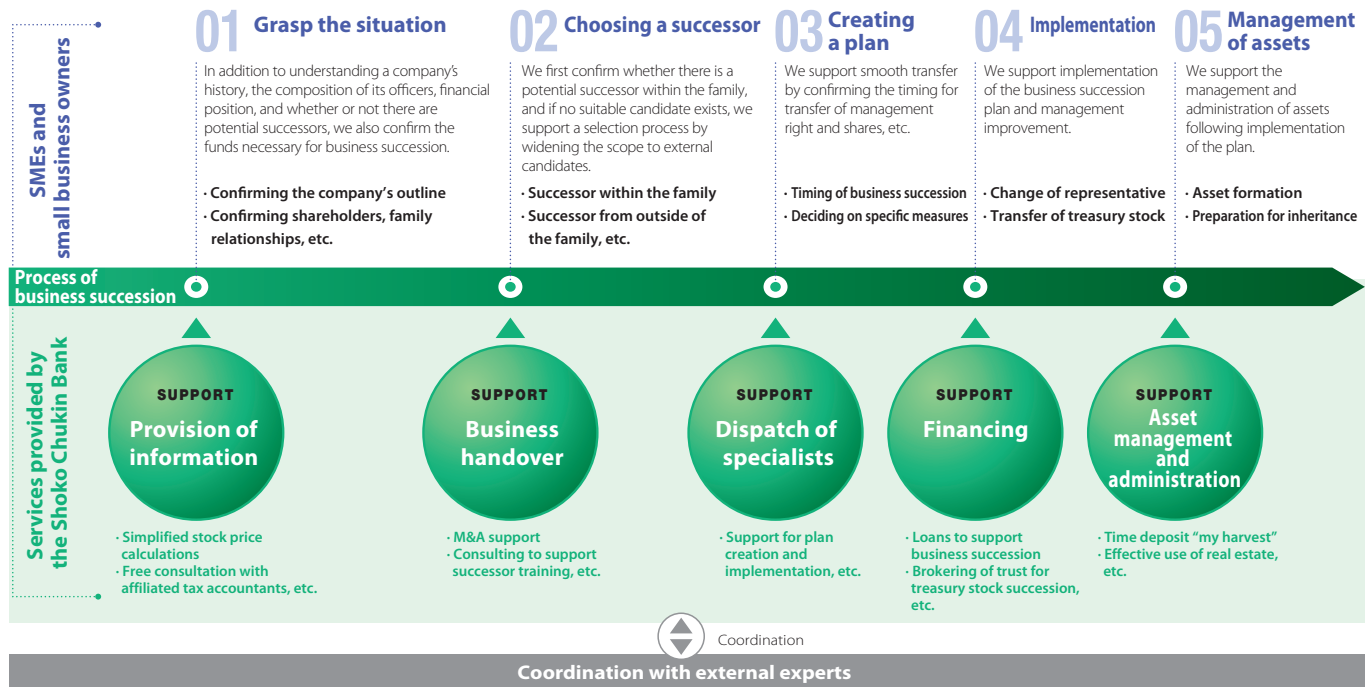 SMEs and
small business owners
01 Grasp the situation
In addition to understanding a company's
history, the composition of its officers, financial
position, and whether or not there are
potential successors, we also confirm the
funds necessary for business succession.
· Confirming the company's outline
· Confirming shareholders, family
relationships, etc.
02 Choosing a successor
We first confirm whether there is a
potential successor within the family,
and if no suitable candidate exists, we
support a selection process by
widening the scope to external
candidates.
· Successor within the family
· Successor from outside of
the family, etc.
03 Creating
a plan
We support smooth transfer
by confirming the timing for
transfer of management
right and shares, etc.
· Timing of business succession
· Deciding on specific measures
04 Implementation
We support implementation
of the business succession
plan and management
improvement.
· Change of representative
· Transfer of treasury stock
05 Management
of assets
We support the
management and
administration of assets
following implementation
of the plan.
· Asset formation
· Preparation for inheritance
Process of
business succession
Services provided by
the Shoko Chukin Bank
SUPPORT
Provision of
information
· Simplified stock price
calculations
· Free consultation with
affiliated tax accountants, etc.
SUPPORT
Business
handover
· M&A support
· Consulting to support
successor training, etc.
SUPPORT
Dispatch of
specialists
· Support for plan
creation and
implementation, etc.
SUPPORT
Financing
· Loans to support
business succession
· Brokering of trust for
treasury stock succession,
etc.
SUPPORT
Asset
management
and
administration
· Time deposit "my harvest"
· Effective use of real estate,
etc.
Coordination
Coordination with external experts